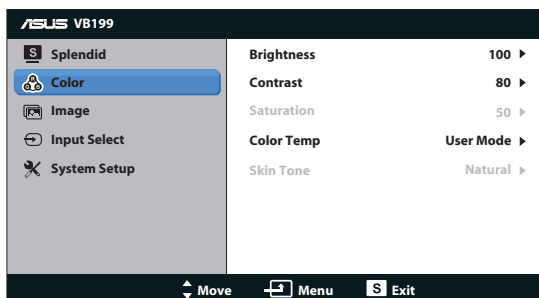 ASUS VB199
S Splendid
Color
Image
Input Select
System Setup
Brightness 100
Contrast 80
Saturation 50
Color Temp User Mode
Skin Tone Natural
Move Menu S Exit